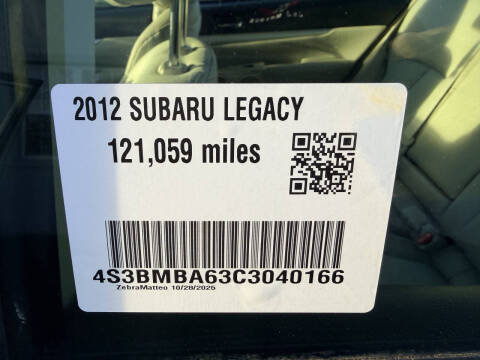 2012 SUBARU LEGACY
121,059 miles
4S3BMBA63C3040166
ZebraMatteo 10/28/2025